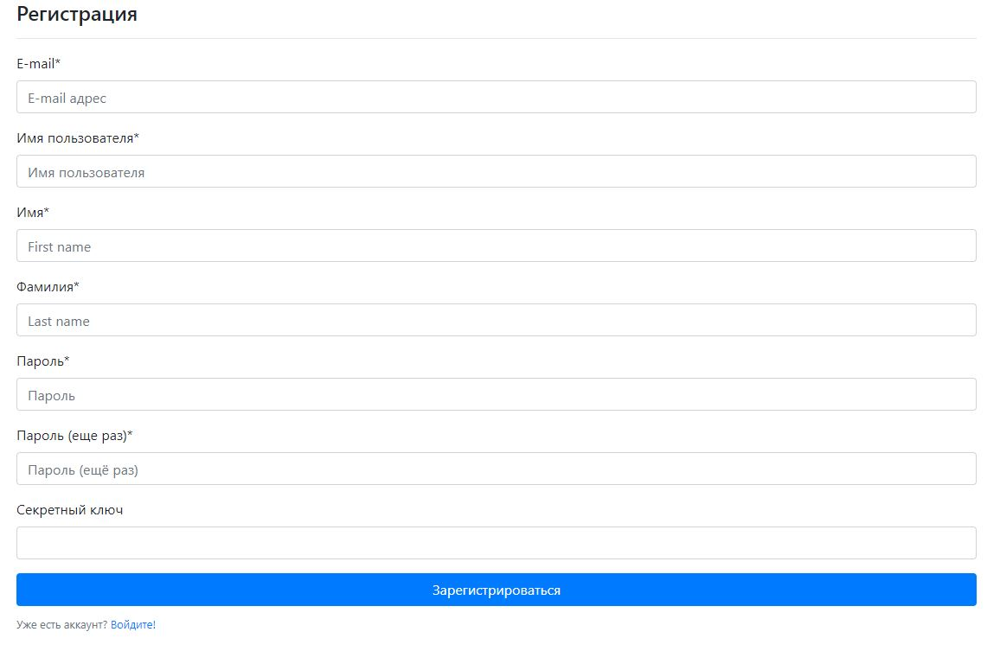 Регистрация
E-mail*
E-mail адрес
Имя пользователя*
Имя пользователя
Имя*
First name
Фамилия*
Last name
Пароль*
Пароль
Пароль (еще раз)*
Пароль (ещё раз)
Секретный ключ
Зарегистрироваться
Уже есть аккаунт? Войдите!